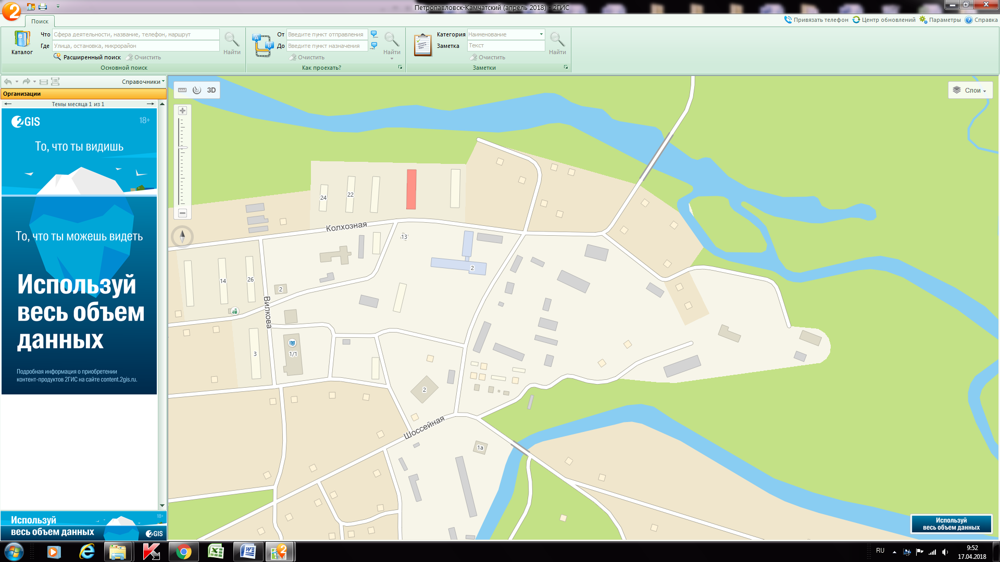 Петропавловск-Камчатский (апрель 2018) - 2ГИС
Поиск
Привязать телефон
Центр обновлений
Параметры
Справка
Каталог
Что
Сфера деятельности, название, телефон, маршрут
Где
Улица, остановка, микрорайон
Расширенный поиск
Очистить
Найти
Основной поиск
От
Введите пункт отправления
До
Введите пункт назначения
Очистить
Найти
Как проехать?
Категория
Наименование
Заметка
Текст
Очистить
Найти
Заметки
Справочники
Организации
Темы месяца 1 из 1
2GIS
18+
То, что ты видишь
То, что ты можешь видеть
Используй
весь объем
данных
Подробная информация о приобретении
контент-продуктов 2ГИС на сайте content.2gis.ru.
Используй
весь объем данных
18+
2GIS
3D
Слои
24
22
Колхозная
13
2
14
26
2
Вилкова
3
1/1
2
Шоссейная
1а
Используй
весь объем данных
RU
9:52
17.04.2018